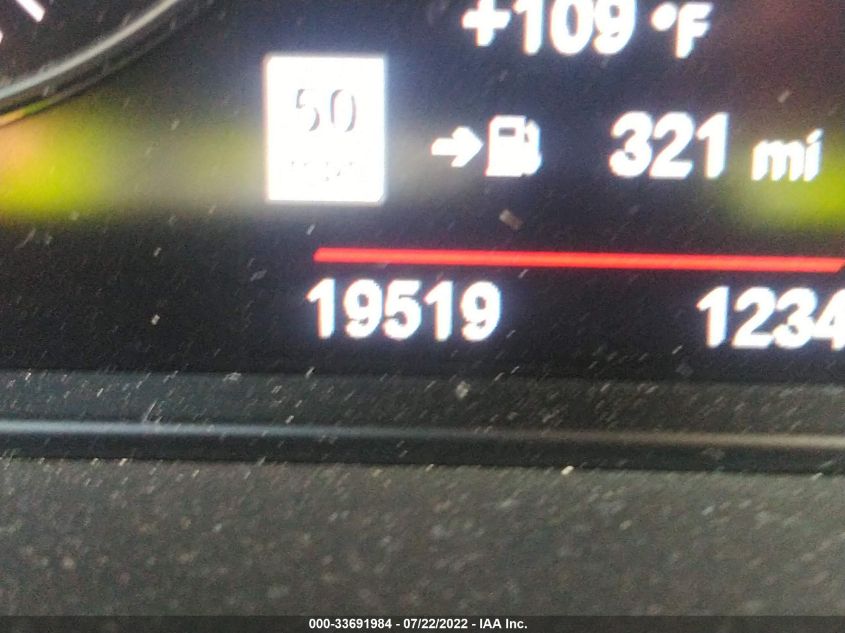 +109 °F
50
321 mi
19519 1234
000-33691984 - 07/22/2022 - IAA Inc.